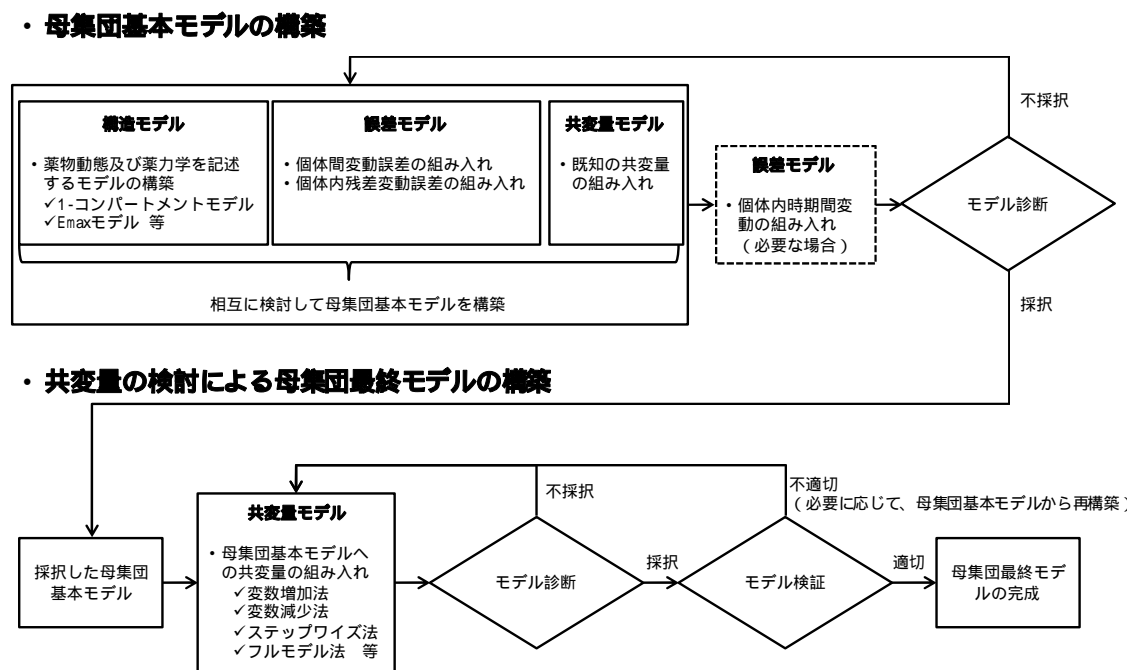 ・母集団基本モデルの構築
不採択
構造モデル
・薬物動態及び薬力学を記述
するモデルの構築
✓1-コンパートメントモデル
✓Emaxモデル 等
誤差モデル
・個体間変動誤差の組み入れ
・個体内残差変動誤差の組み入れ
共変量モデル
・既知の共変量
の組み入れ
誤差モデル
・個体内時期間変
動の組み入れ
(必要な場合)
モデル診断
相互に検討して母集団基本モデルを構築
採択
・共変量の検討による母集団最終モデルの構築
採択した母集団
基本モデル
共変量モデル
・母集団基本モデルへ
の共変量の組み入れ
✓変数増加法
✓変数減少法
✓ステップワイズ法
✓フルモデル法 等
不採択
モデル診断
採択
不適切
(必要に応じて、母集団基本モデルから再構築)
モデル検証
適切
母集団最終モデ
ルの完成